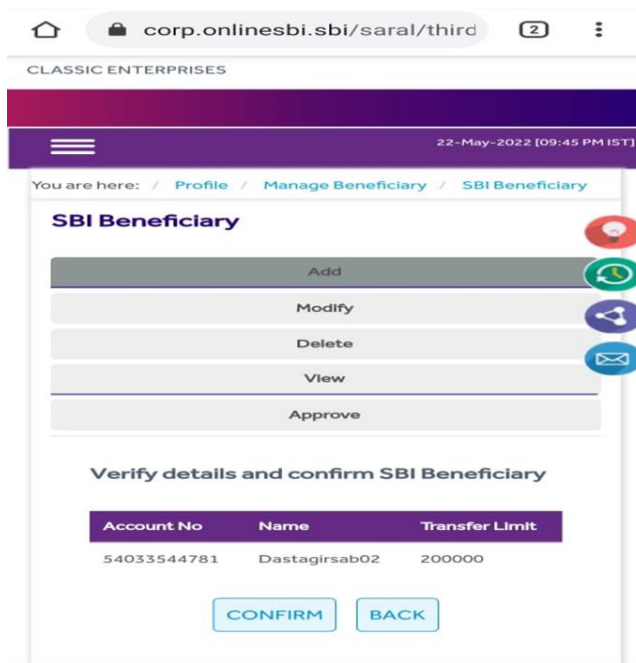 corp.onlinesbi.sbi/saral/third
2
CLASSIC ENTERPRISES
22-May-2022 [09:45 PM IST]
You are here: / Profile / Manage Beneficiary / SBI Beneficiary
SBI Beneficiary
Add
Modify
Delete
View
Approve
Verify details and confirm SBI Beneficiary
Account No Name Transfer Limit
54033544781 Dastagirsab02 200000
CONFIRM BACK